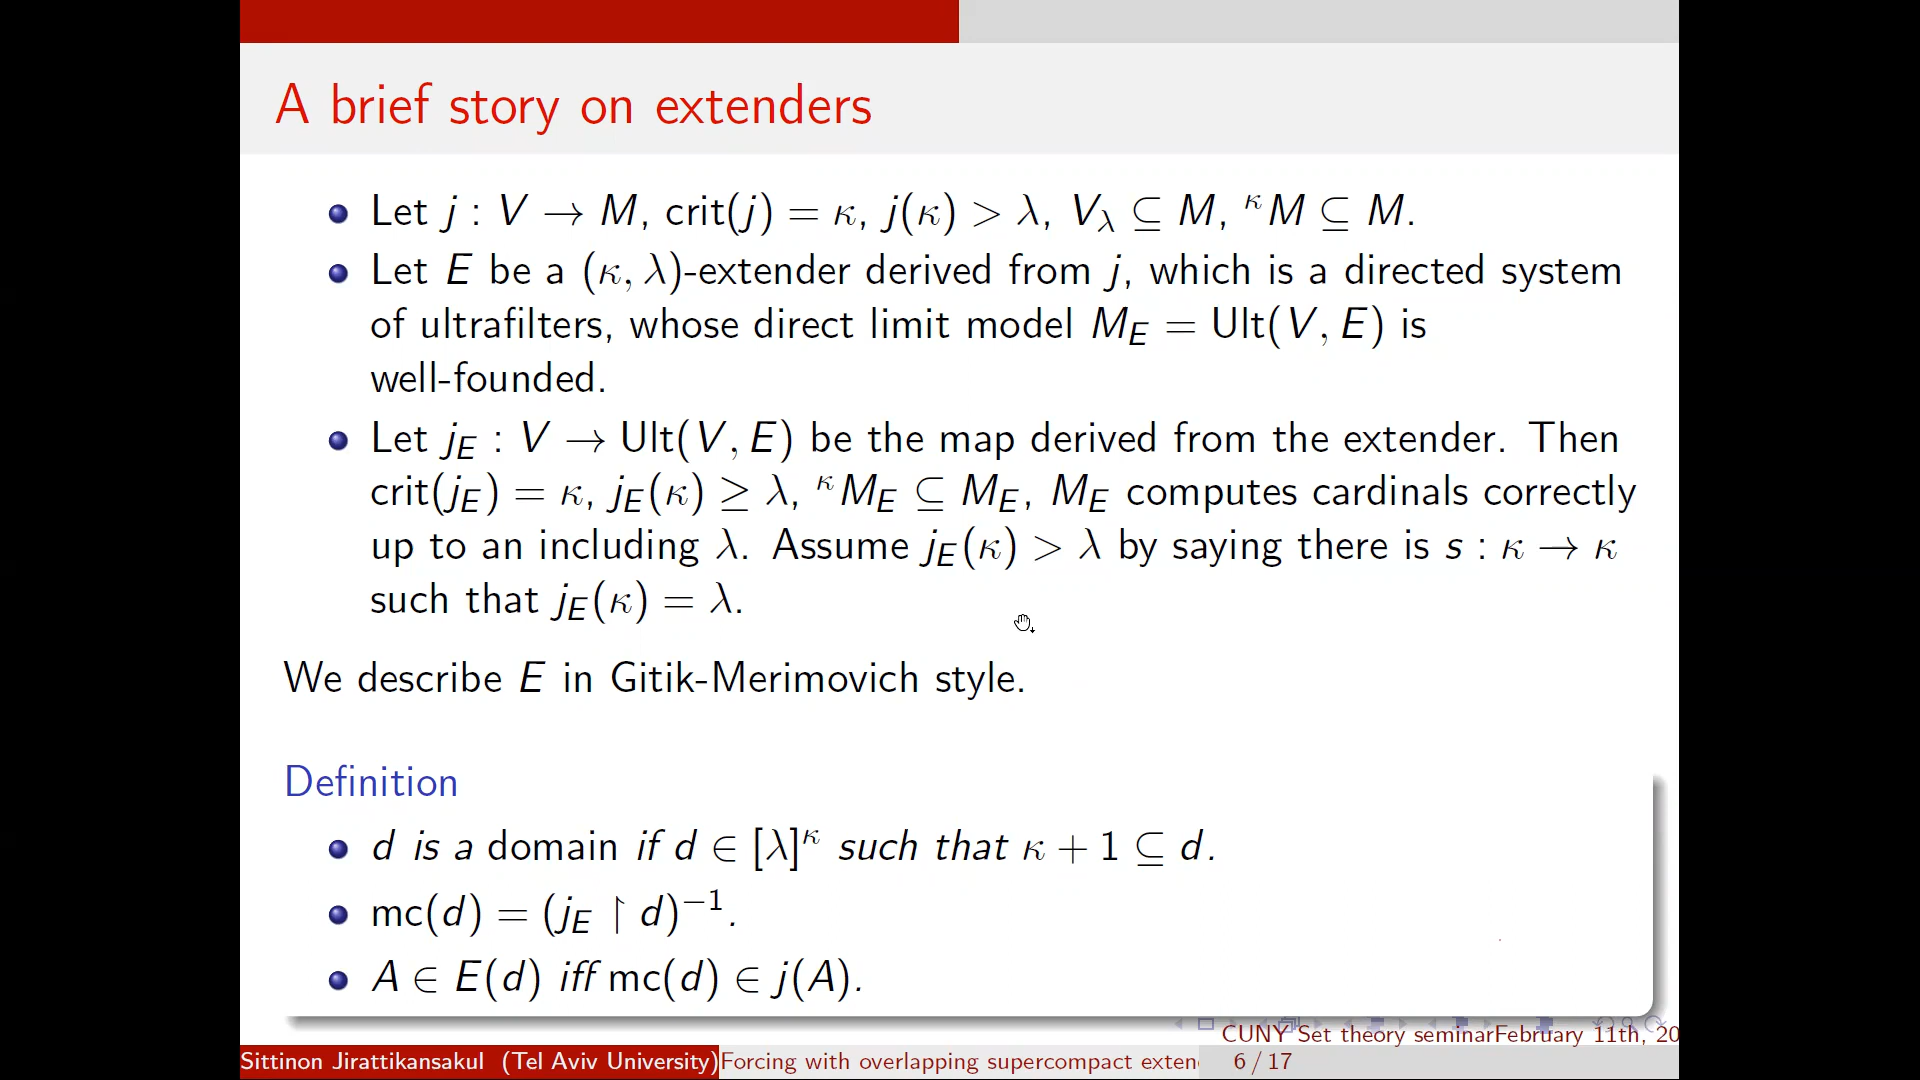 A brief story on extenders
Let j : V → M, crit(j) = κ, j(κ) > λ, V_λ ⊆ M, ^κM ⊆ M.
Let E be a (κ, λ)-extender derived from j, which is a directed system
of ultrafilters, whose direct limit model M_E = Ult(V, E) is
well-founded.
Let j_E : V → Ult(V, E) be the map derived from the extender. Then
crit(j_E) = κ, j_E(κ) ≥ λ, ^κM_E ⊆ M_E, M_E computes cardinals correctly
up to an including λ. Assume j_E(κ) > λ by saying there is s : κ → κ
such that j_E(κ) = λ.
We describe E in Gitik-Merimovich style.
Definition
d is a domain if d ∈ [λ]^κ such that κ + 1 ⊆ d.
mc(d) = (j_E ↾ d)^−1.
A ∈ E(d) iff mc(d) ∈ j(A).
CUNY Set theory seminarFebruary 11th, 20
Sittinon Jirattikansakul (Tel Aviv University) Forcing with overlapping supercompact exten 6 / 17